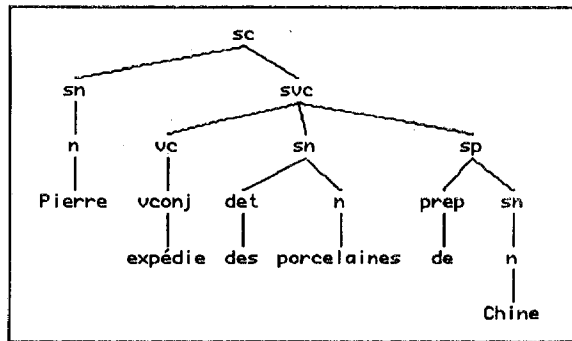 sc
sn svc
n vc sn sp
Pierre vconj det n prep sn
expédie des porcelaines de n
Chine